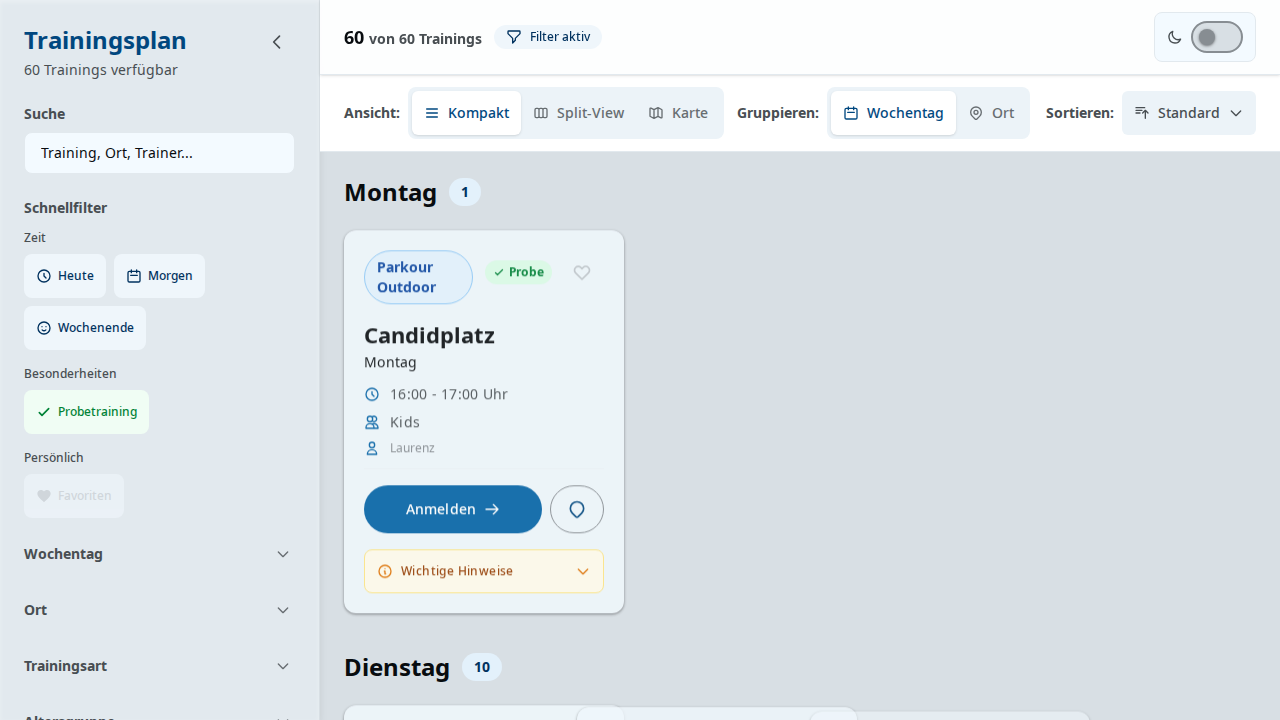 Trainingsplan
60 Trainings verfügbar
Suche
Training, Ort, Trainer...
Schnellfilter
Zeit
Heute
Morgen
Wochenende
Besonderheiten
Probetraining
Persönlich
Favoriten
Wochentag
Ort
Trainingsart
Altersgruppe
60 von 60 Trainings
Filter aktiv
Ansicht:
Kompakt
Split-View
Karte
Gruppieren:
Wochentag
Ort
Sortieren:
Standard
Montag 1
Parkour
Outdoor
Probe
Candidplatz
Montag
16:00 - 17:00 Uhr
Kids
Laurenz
Anmelden
Wichtige Hinweise
Dienstag 10